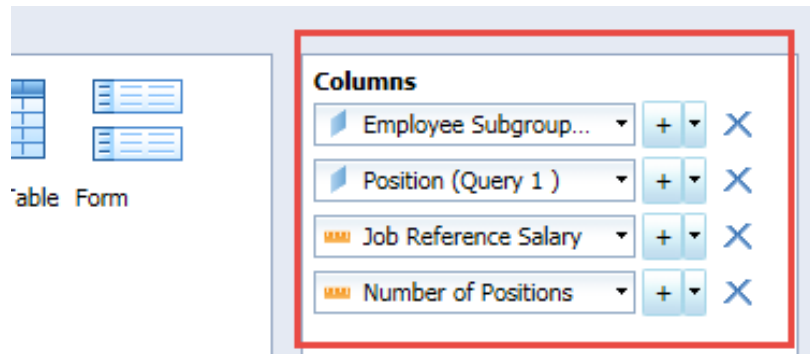 Columns
Employee Subgroup...
Position (Query 1 )
Job Reference Salary
Number of Positions
Table Form